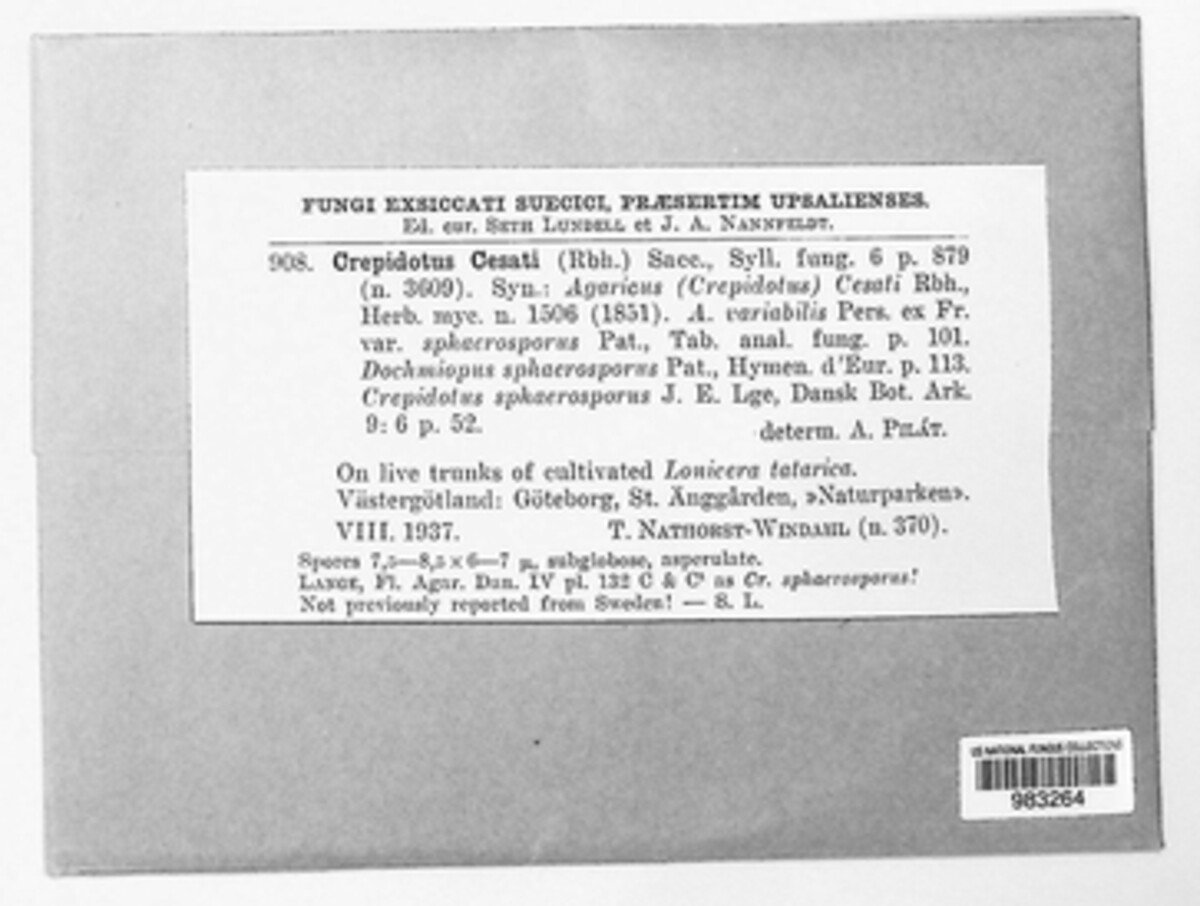 FUNGI EXSICCATI SUECICI, PRÆSERTIM UPSALIENSES.
Ed. cur. SETH LUNDELL et J. A. NANNFELDT.
908. Crepidotus Cesati (Rbh.) Sacc., Syll. fung. 6 p. 879
(n. 3609). Syn.: Agaricus (Crepidotus) Cesati Rbh.,
Herb. myc. n. 1506 (1851). A. variabilis Pers. ex Fr.
var. sphaerosporus Pat., Tab. anal. fung. p. 101.
Dochmiopus sphaerosporus Pat., Hymen. d'Eur. p. 113.
Crepidotus sphaerosporus J. E. Lge, Dansk Bot. Ark.
9: 6 p. 52. determ. A. PILÁT.
On live trunks of cultivated Lonicera tatarica.
Västergötland: Göteborg, St. Änggården, »Naturparken».
VIII. 1937. T. NATHORST-WINDAHL (n. 370).
Spores 7,5—8,5 × 6—7 µ, subglobose, asperulate.
LANGE, Fl. Agar. Dan. IV pl. 132 C & C¹ as Cr. sphaerosporus!
Not previously reported from Sweden! — S. L.
US NATIONAL FUNGUS COLLECTIONS
983264